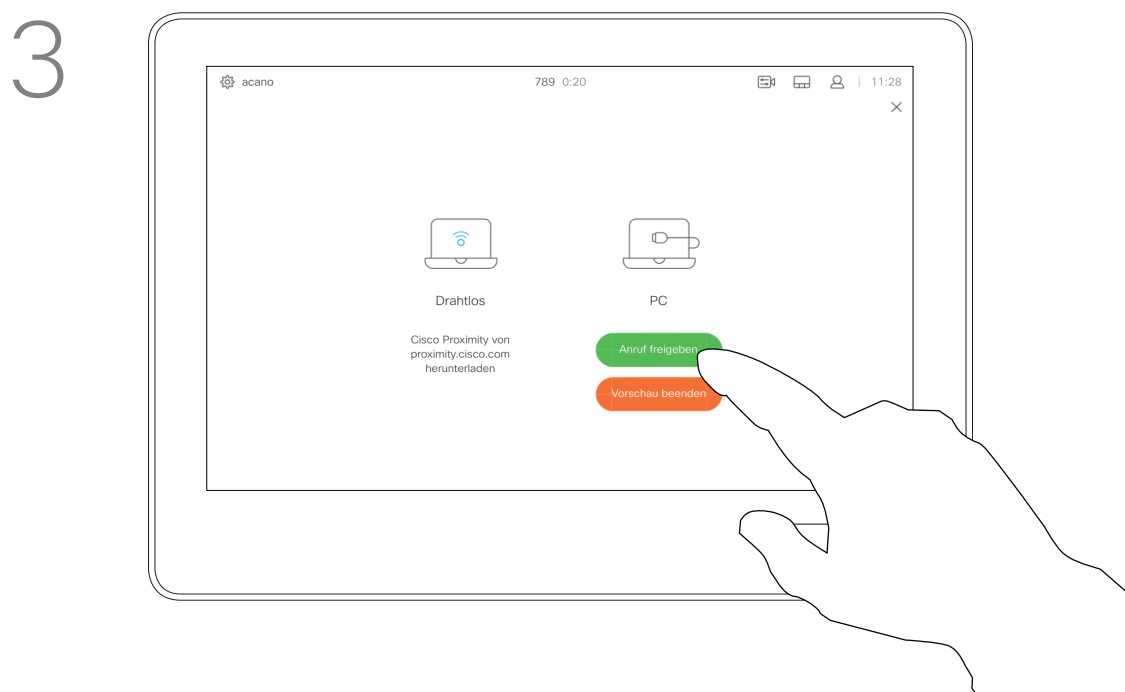 3
acano 789 0:20 11:28
Drahtlos
Cisco Proximity von
proximity.cisco.com
herunterladen
PC
Anruf freigeben
Vorschau beenden